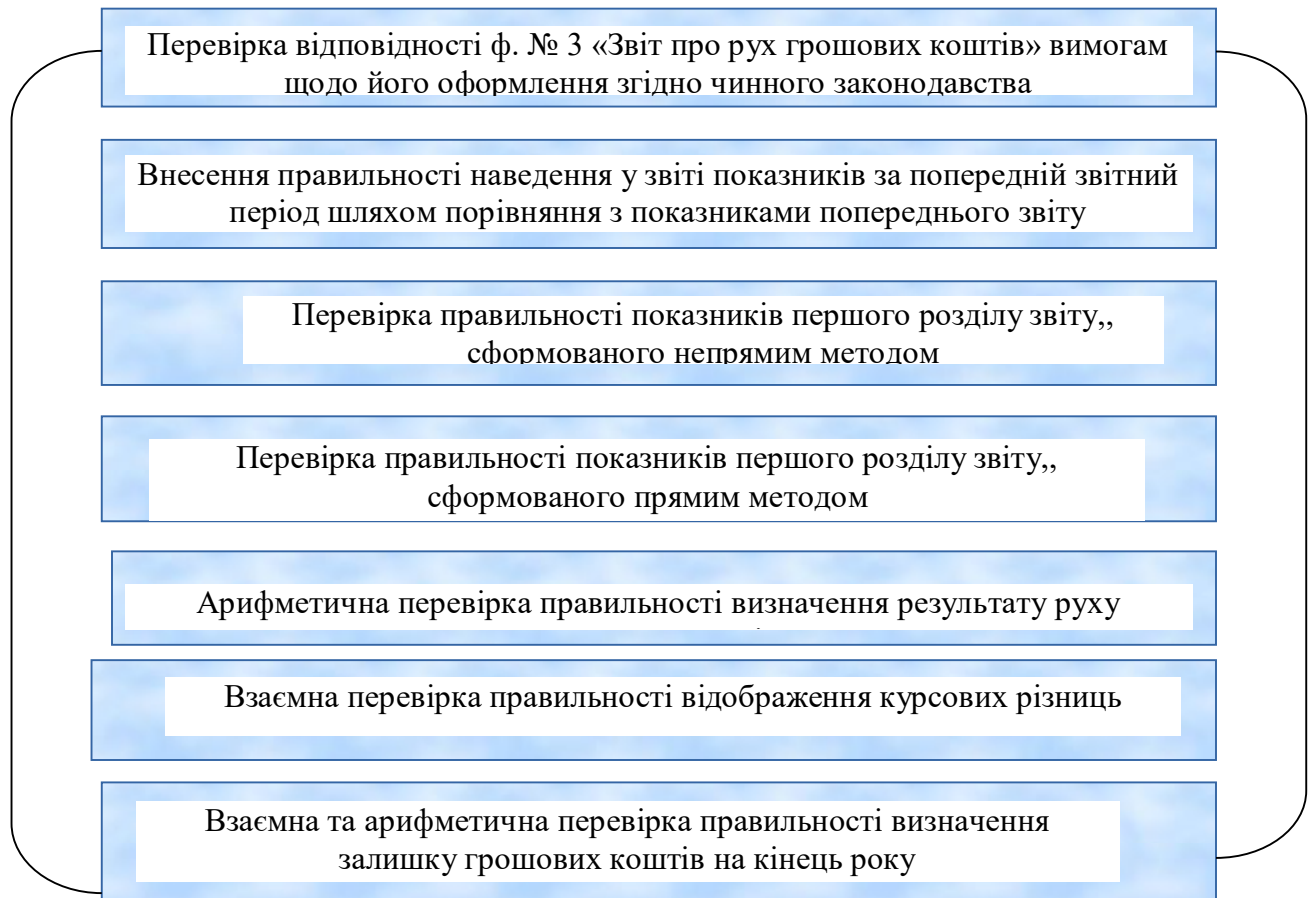 Перевірка відповідності ф. № 3 «Звіт про рух грошових коштів» вимогам
щодо його оформлення згідно чинного законодавства
Внесення правильності наведення у звіті показників за попередній звітний
період шляхом порівняння з показниками попереднього звіту
Перевірка правильності показників першого розділу звіту,,
сформованого непрямим методом
Перевірка правильності показників першого розділу звіту,,
сформованого прямим методом
Арифметична перевірка правильності визначення результату руху
Взаємна перевірка правильності відображення курсових різниць
Взаємна та арифметична перевірка правильності визначення
залишку грошових коштів на кінець року